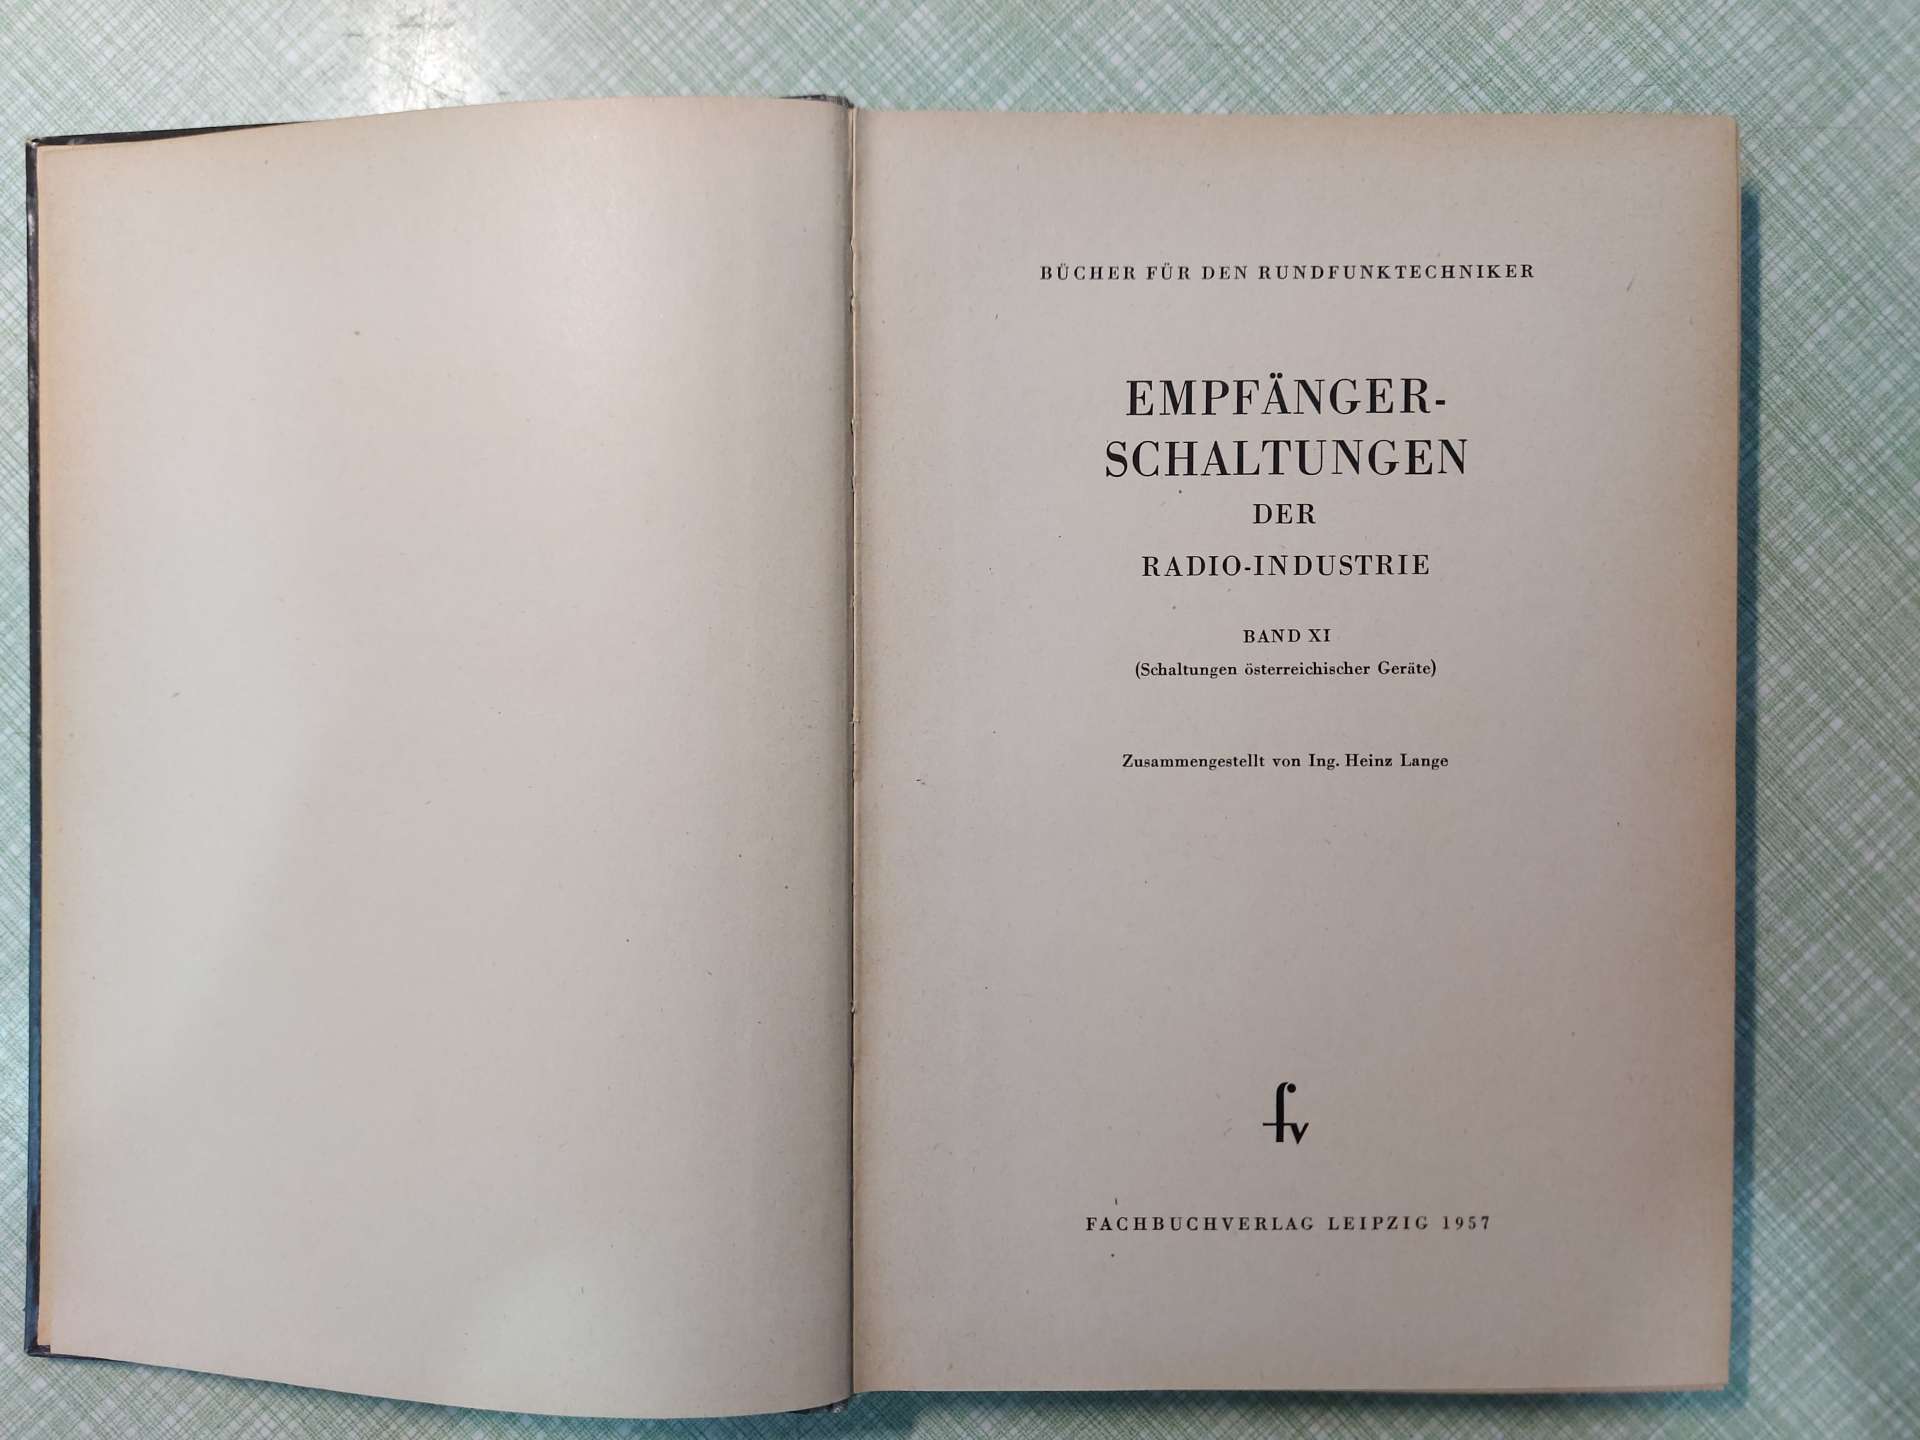 BÜCHER FÜR DEN RUNDFUNKTECHNIKER
EMPFÄNGER-
SCHALTUNGEN
DER
RADIO-INDUSTRIE
BAND XI
(Schaltungen österreichischer Geräte)
Zusammengestellt von Ing. Heinz Lange
fv
FACHBUCHVERLAG LEIPZIG 1957